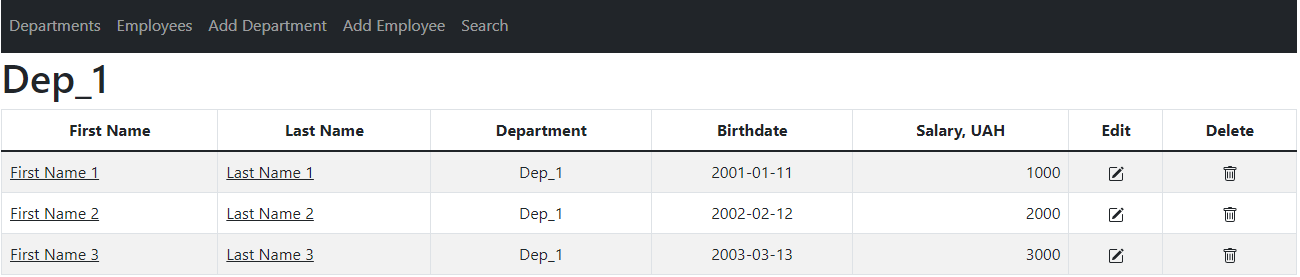 Departments Employees Add Department Add Employee Search
Dep_1
First Name Last Name Department Birthdate Salary, UAH Edit Delete
First Name 1 Last Name 1 Dep_1 2001-01-11 1000
First Name 2 Last Name 2 Dep_1 2002-02-12 2000
First Name 3 Last Name 3 Dep_1 2003-03-13 3000